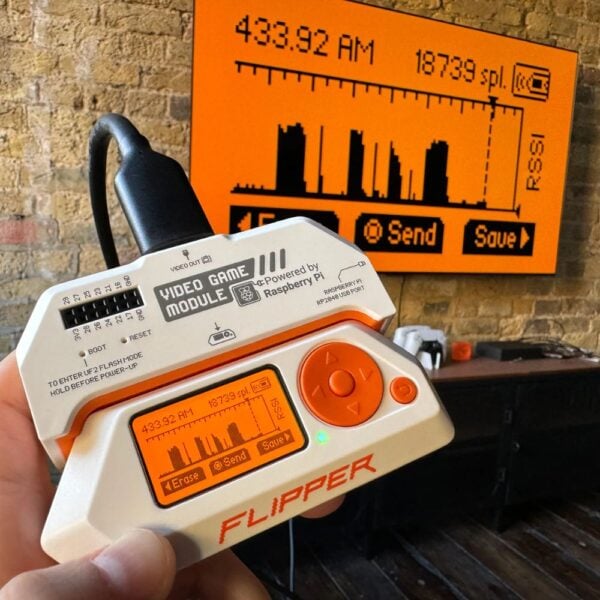 433.92 AM
18739 spl.
RSSI
Send
Save
VIDEO OUT
VIDEO GAME
MODULE
Powered by
Raspberry Pi
RASPBERRY PI
RP2040 USB PORT
BOOT
RESET
TO ENTER UF2 FLASH MODE
HOLD BEFORE POWER-UP
433.92 AM
18739 spl.
RSSI
Erase
Send
Save
FLIPPER